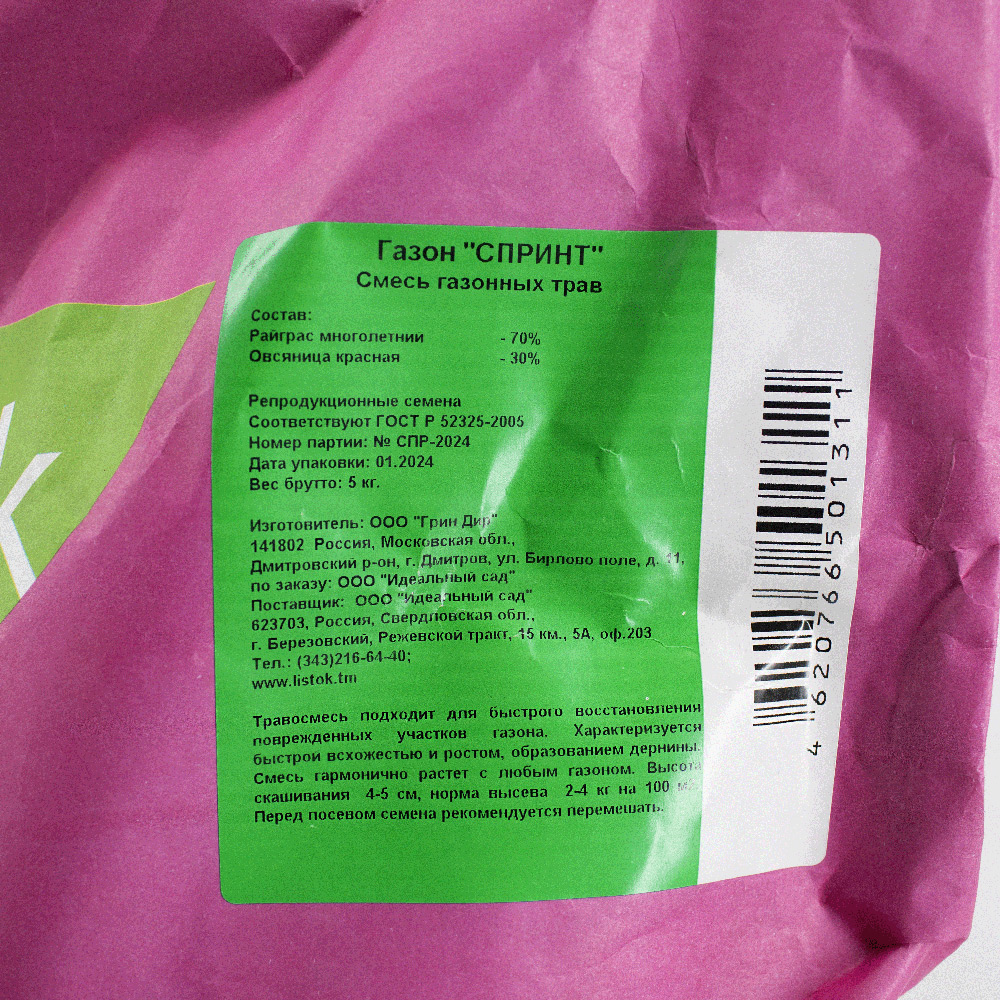 Газон "СПРИНТ"
Смесь газонных трав
Состав:
Райграс многолетний - 70%
Овсяница красная - 30%
Репродукционные семена
Соответствуют ГОСТ Р 52325-2005
Номер партии: № СПР-2024
Дата упаковки: 01.2024
Вес брутто: 5 кг.
Изготовитель: ООО "Грин Дир"
141802 Россия, Московская обл.,
Дмитровский р-он, г. Дмитров, ул. Бирлово поле, д. 11,
по заказу: ООО "Идеальный сад"
Поставщик: ООО "Идеальный сад"
623703, Россия, Свердловская обл.,
г. Березовский, Режевской тракт, 15 км., 5А, оф.203
Тел.: (343)216-64-40;
www.listok.tm
Травосмесь подходит для быстрого восстановления
поврежденных участков газона. Характеризуется
быстрой всхожестью и ростом, образованием дернины.
Смесь гармонично растет с любым газоном. Высота
скашивания 4-5 см, норма высева 2-4 кг на 100
Перед посевом семена рекомендуется перемешать.
4 620766 501311
К